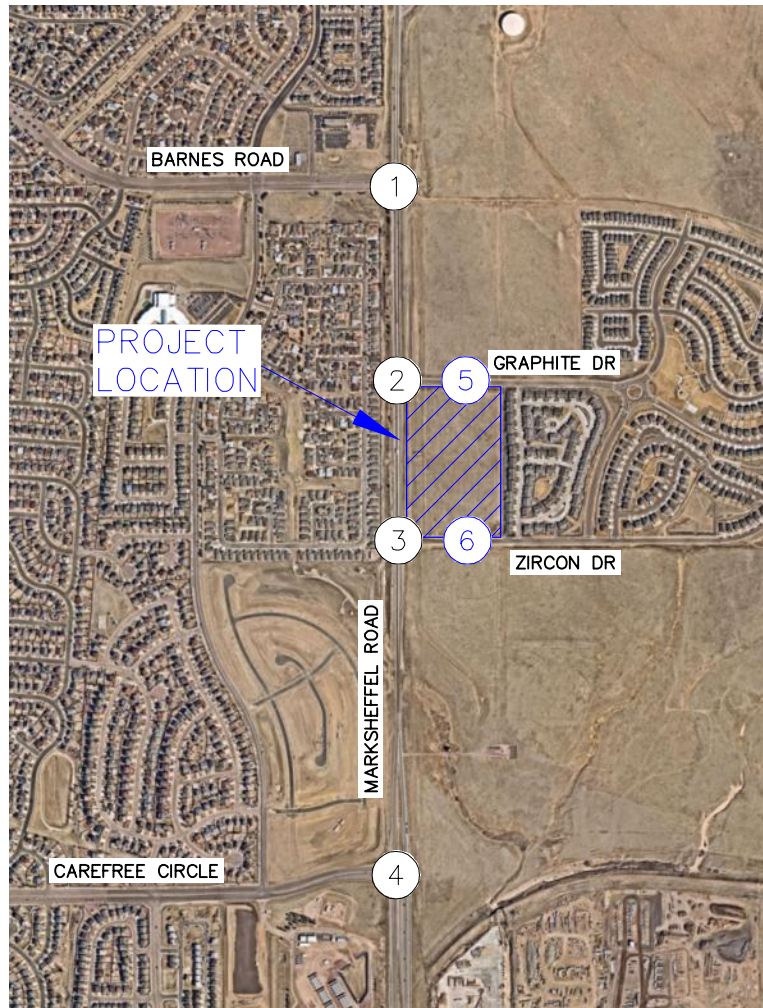 BARNES ROAD
1
PROJECT
LOCATION
GRAPHITE DR
2
5
3
6
ZIRCON DR
MARKSHEFFEL ROAD
CAREFREE CIRCLE
4